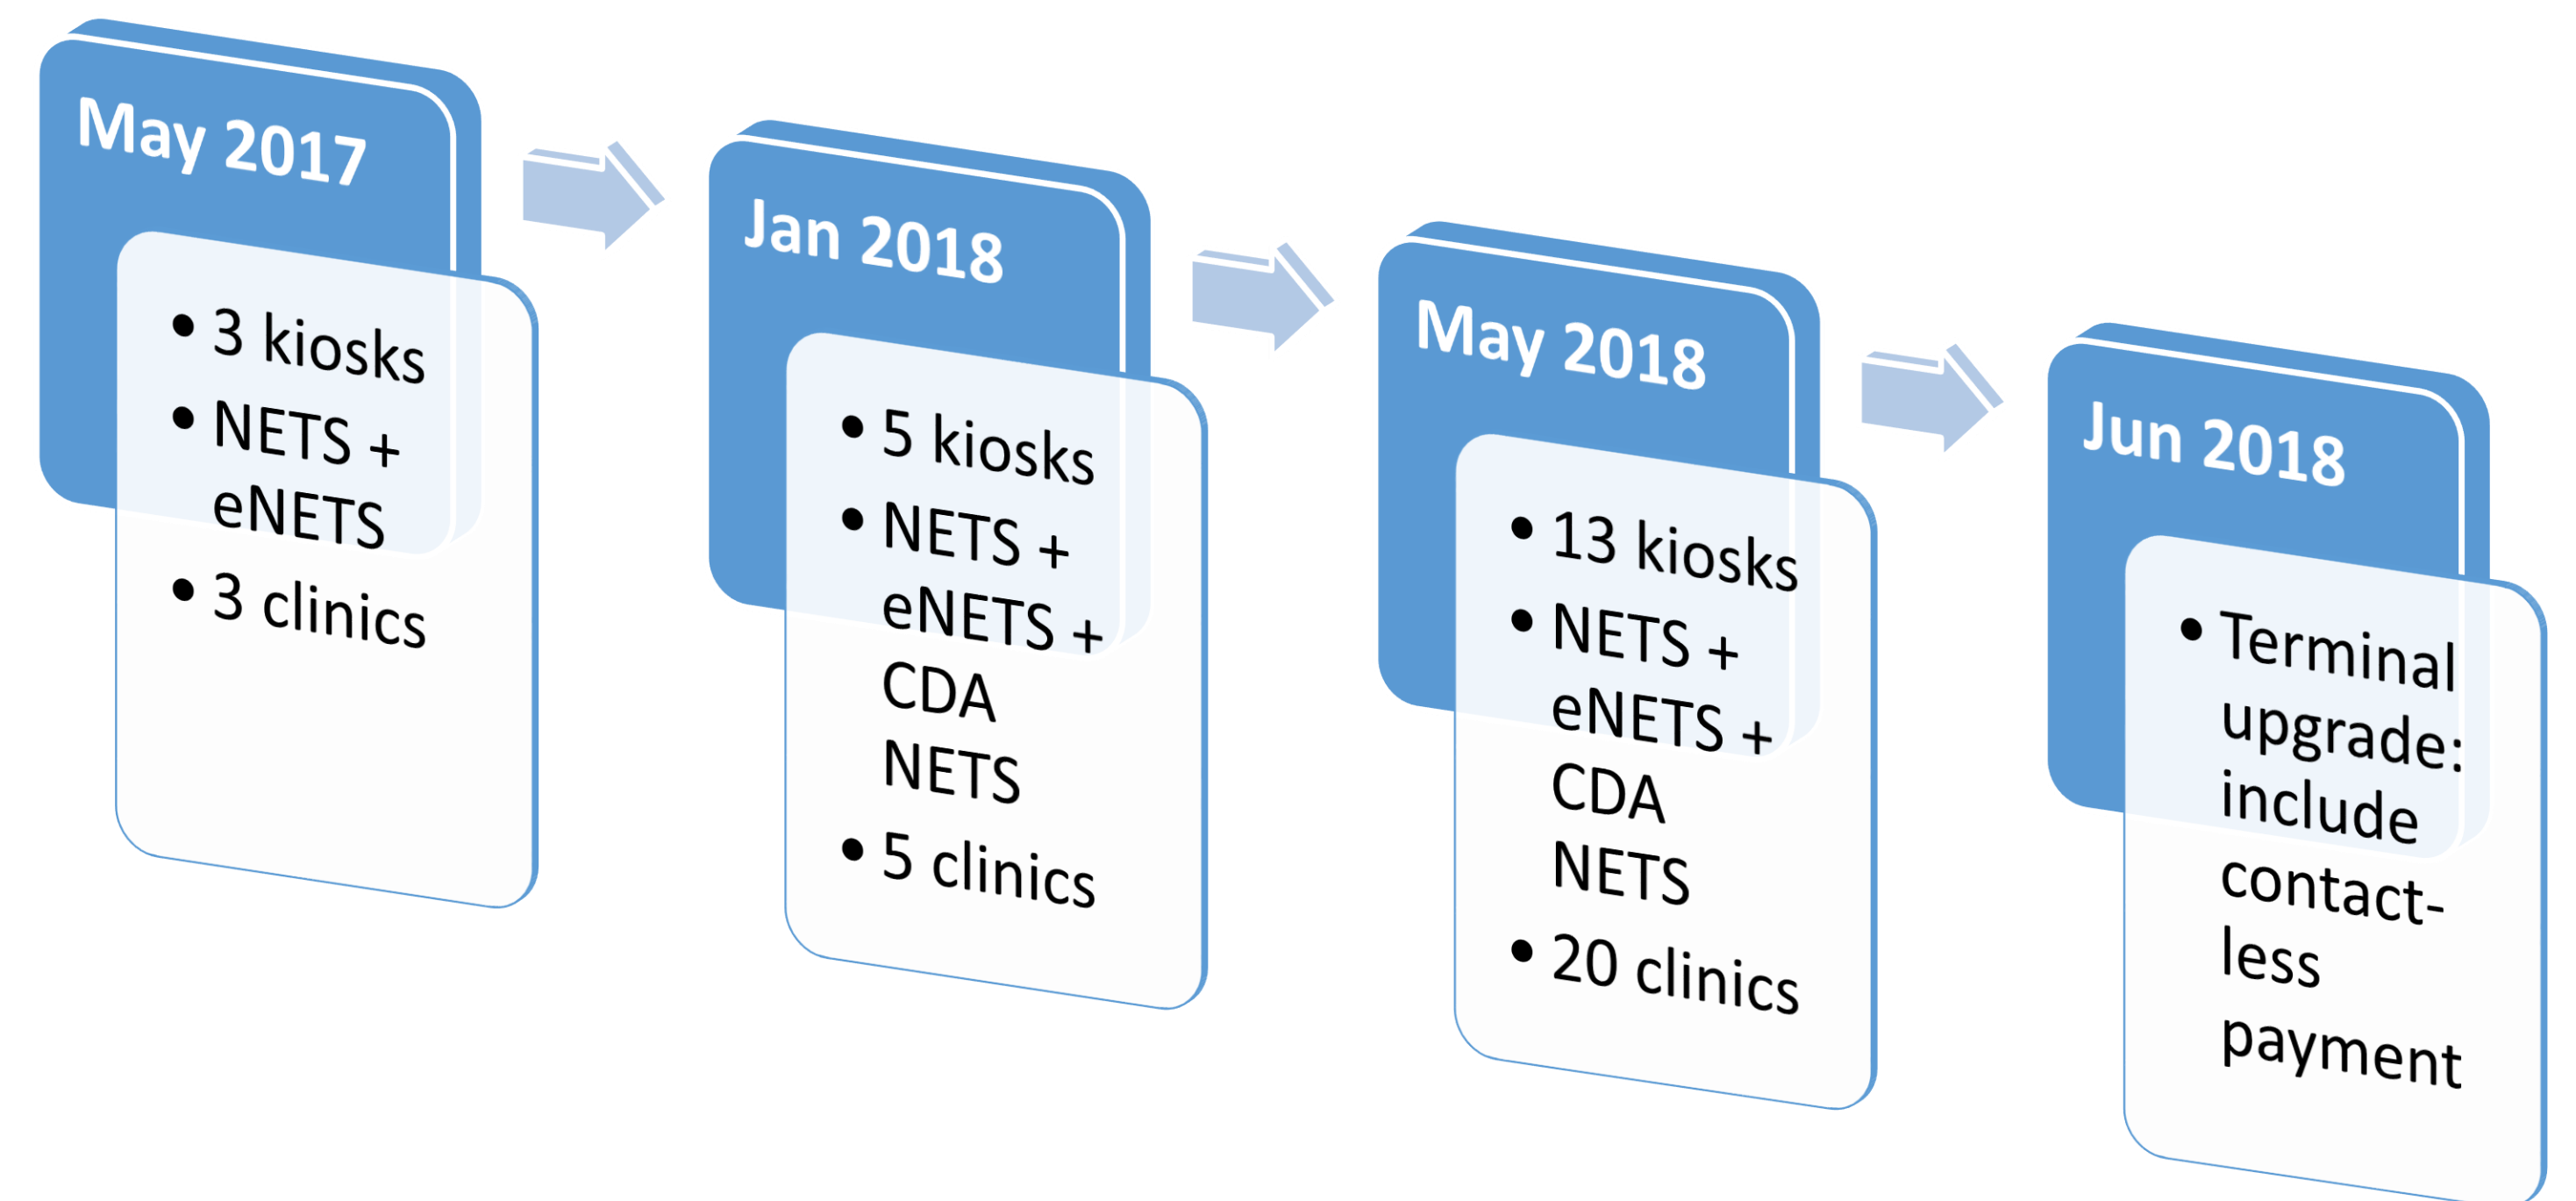 May 2017
• 3 kiosks
• NETS +
eNETS
• 3 clinics
Jan 2018
• 5 kiosks
• NETS +
eNETS +
CDA
NETS
• 5 clinics
May 2018
• 13 kiosks
• NETS +
eNETS +
CDA
NETS
• 20 clinics
Jun 2018
• Terminal
upgrade:
include
contact-
less
payment